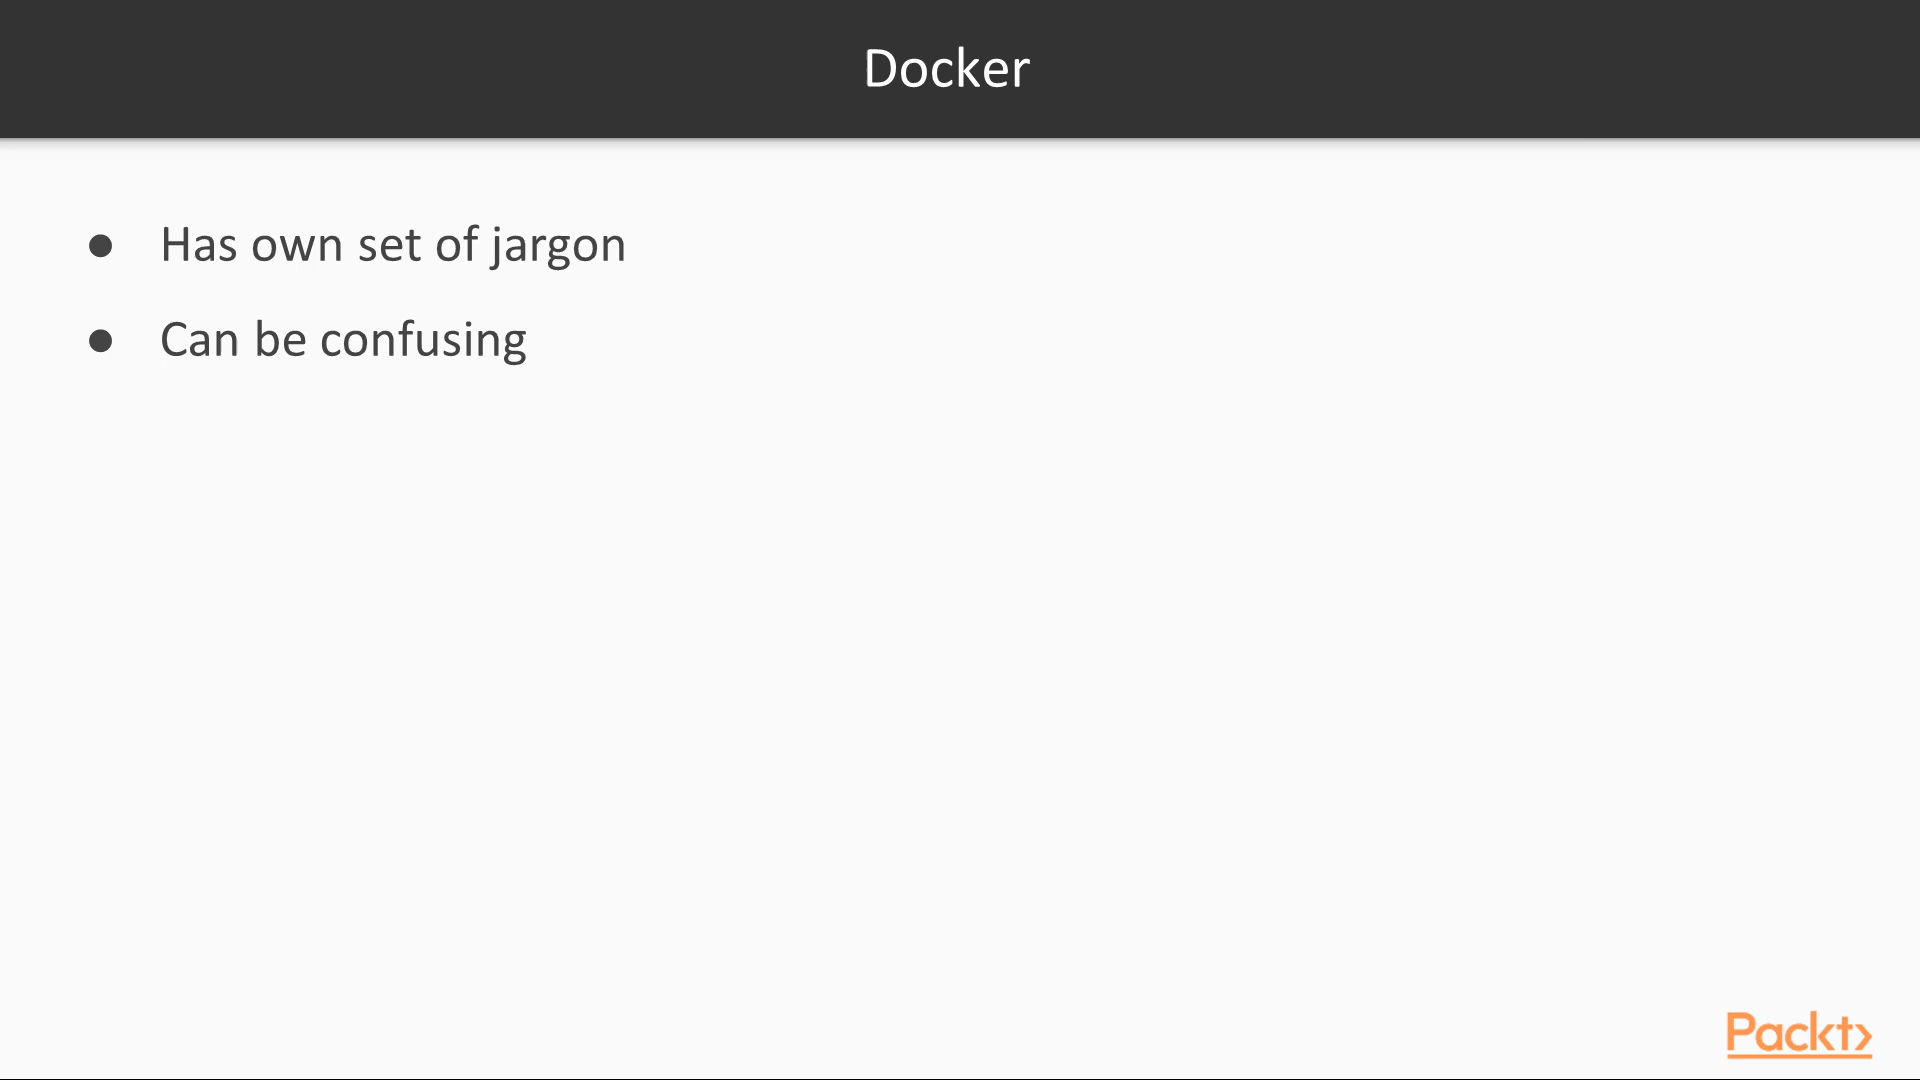 Docker
● Has own set of jargon
● Can be confusing
Packt>